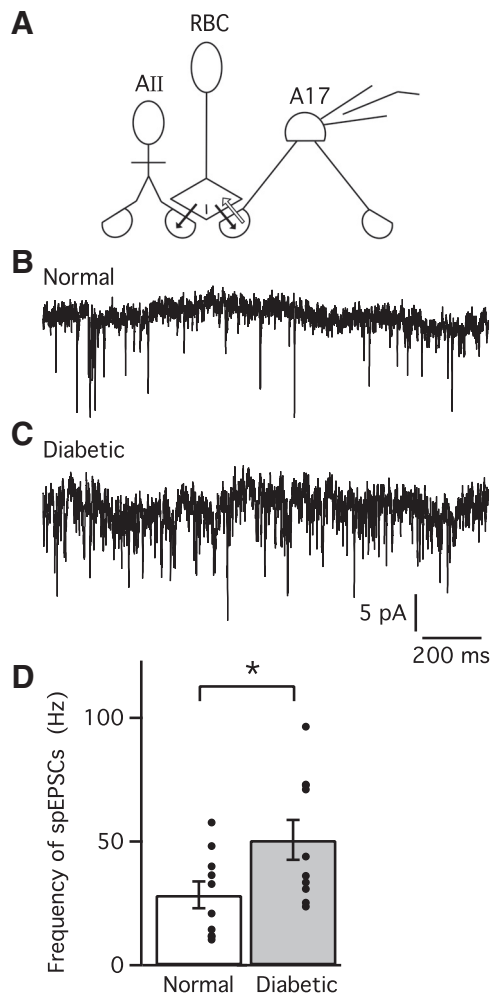 A
RBC
AII
A17
B
Normal
C
Diabetic
5 pA
200 ms
D
*
Frequency of spEPSCs (Hz)
100
50
0
Normal
Diabetic